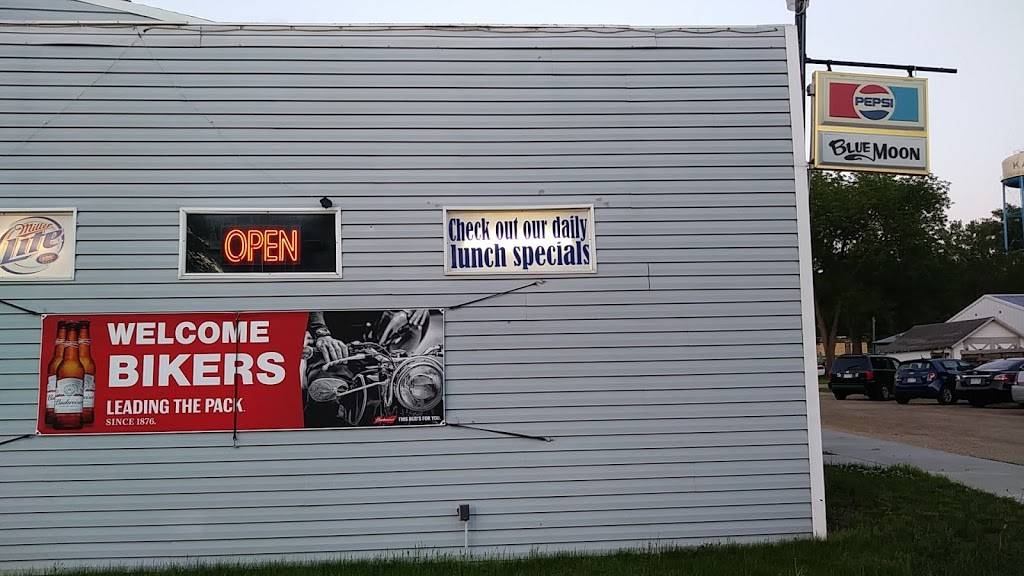 PEPSI
BLUE MOON
Miller
Lite
OPEN
Check out our daily
lunch specials
WELCOME
BIKERS
LEADING THE PACK.
SINCE 1876.
Budweiser
THIS BUD'S FOR YOU.